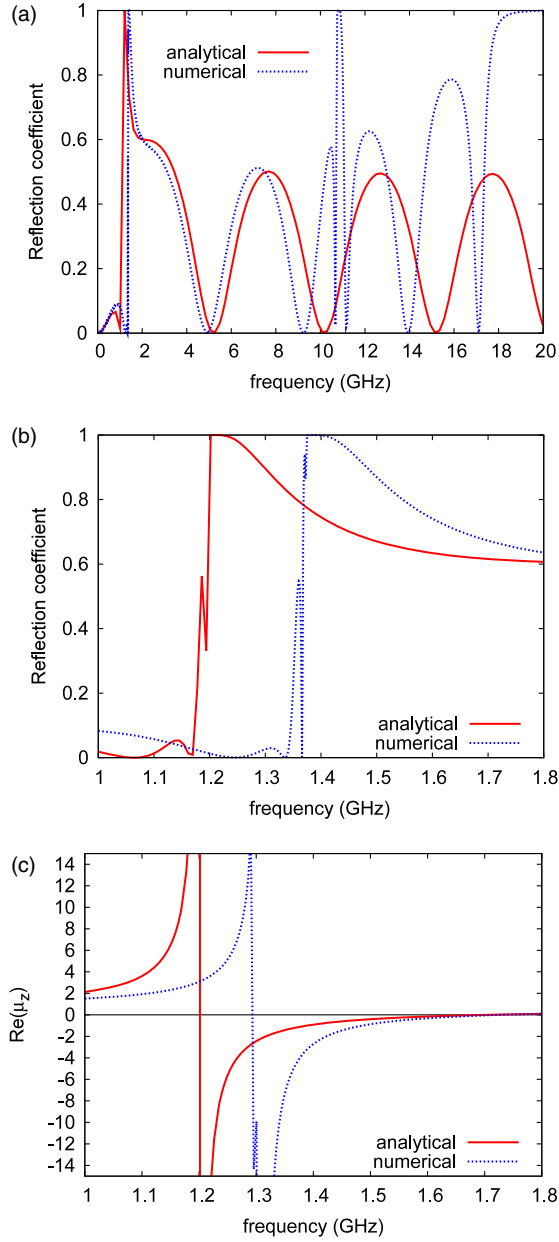 (a)
Reflection coefficient
1
0.8
0.6
0.4
0.2
0
analytical
numerical
0 2 4 6 8 10 12 14 16 18 20
frequency (GHz)
(b)
Reflection coefficient
1
0.8
0.6
0.4
0.2
0
analytical
numerical
1 1.1 1.2 1.3 1.4 1.5 1.6 1.7 1.8
frequency (GHz)
(c)
Re(μz)
14
12
10
8
6
4
2
0
-2
-4
-6
-8
-10
-12
-14
analytical
numerical
1 1.1 1.2 1.3 1.4 1.5 1.6 1.7 1.8
frequency (GHz)